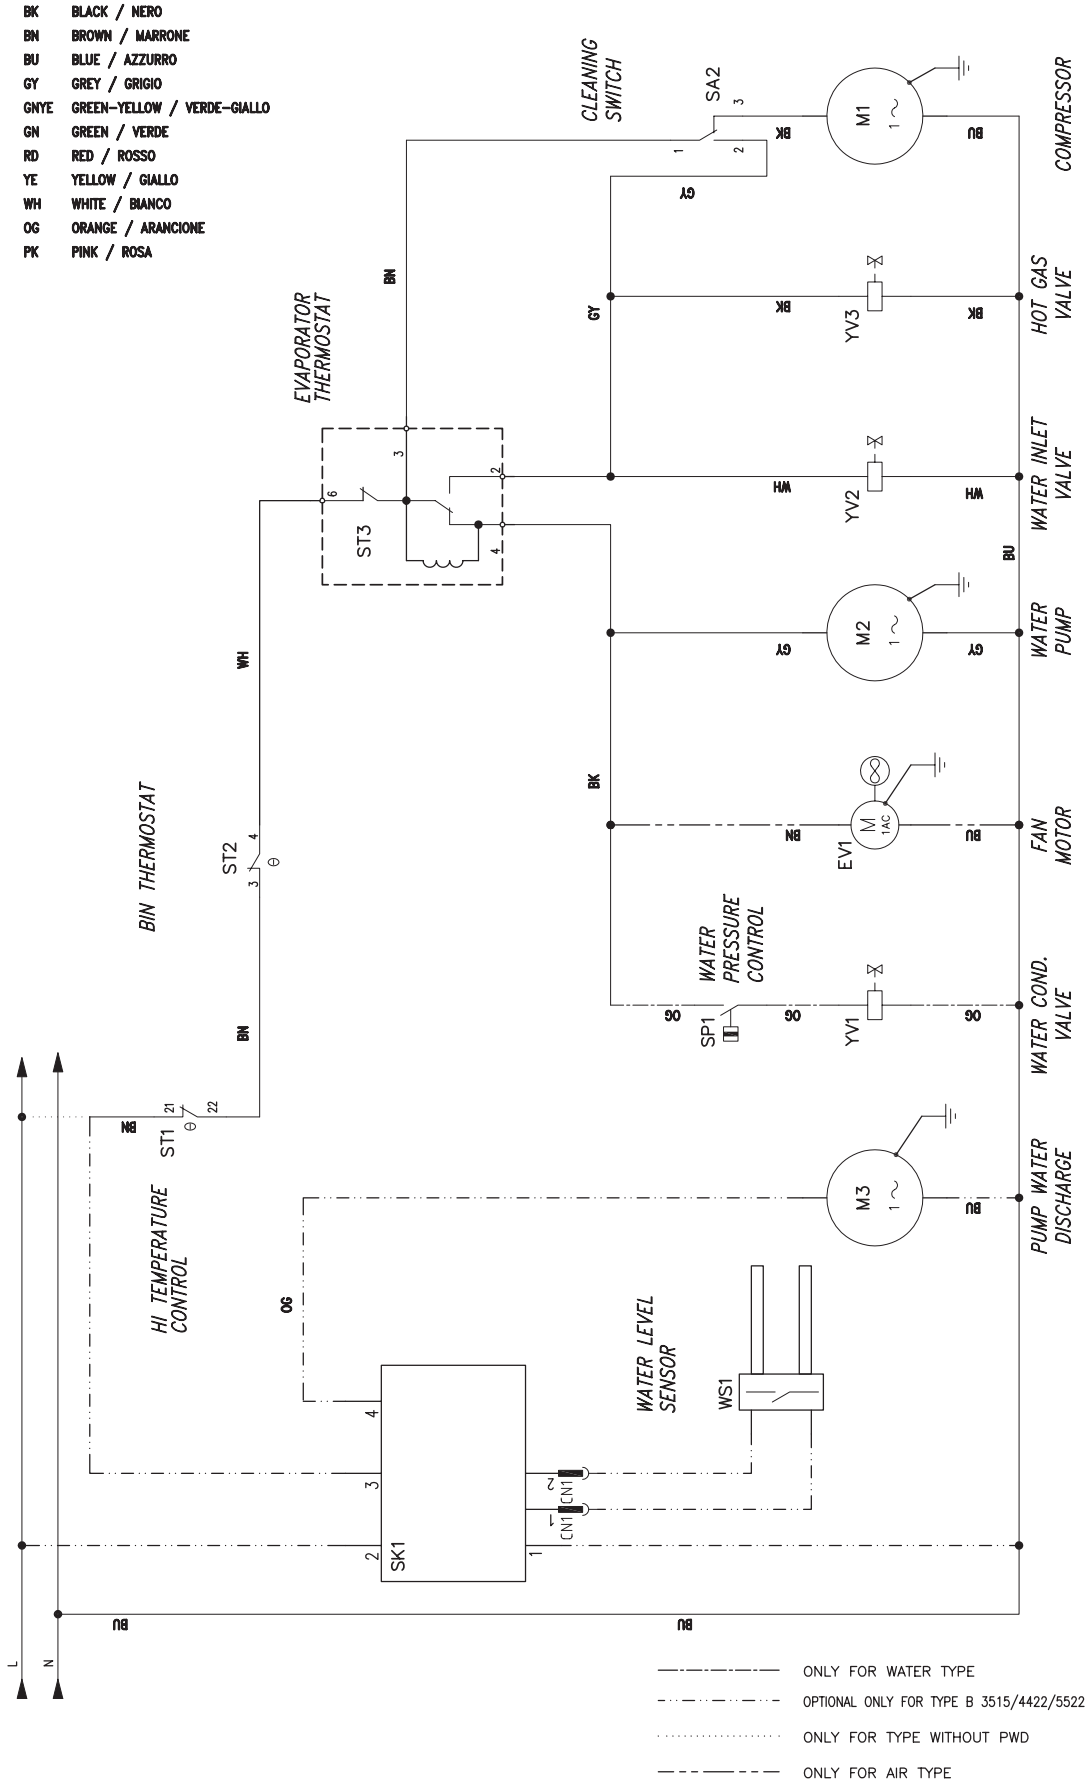 BK BLACK / NERO
BN BROWN / MARRONE
BU BLUE / AZZURRO
GY GREY / GRIGIO
GNYE GREEN-YELLOW / VERDE-GIALLO
GN GREEN / VERDE
RD RED / ROSSO
YE YELLOW / GIALLO
WH WHITE / BIANCO
OG ORANGE / ARANCIONE
PK PINK / ROSA
CLEANING
SWITCH
SA2
3
1
2
BK
M1
1
BU
COMPRESSOR
GY
BN
EVAPORATOR
THERMOSTAT
GY
BK
YV3
BK
HOT GAS
VALVE
3
6
2
4
ST3
WH
YV2
WH
WATER INLET
VALVE
BU
WH
GY
M2
1
GY
WATER
PUMP
BIN THERMOSTAT
ST2
4
3
BK
BN
M
1AC
EV1
BU
FAN
MOTOR
BN
WATER
PRESSURE
CONTROL
OG
SP1
OG
YV1
OG
WATER COND.
VALVE
BN
21
22
ST1
HI TEMPERATURE
CONTROL
M3
1
BU
PUMP WATER
DISCHARGE
OG
WATER LEVEL
SENSOR
WS1
4
3
2
SK1
2
CN1
1
CN1
1
L
N
BU
BU
ONLY FOR WATER TYPE
OPTIONAL ONLY FOR TYPE B 3515/4422/5522
ONLY FOR TYPE WITHOUT PWD
ONLY FOR AIR TYPE